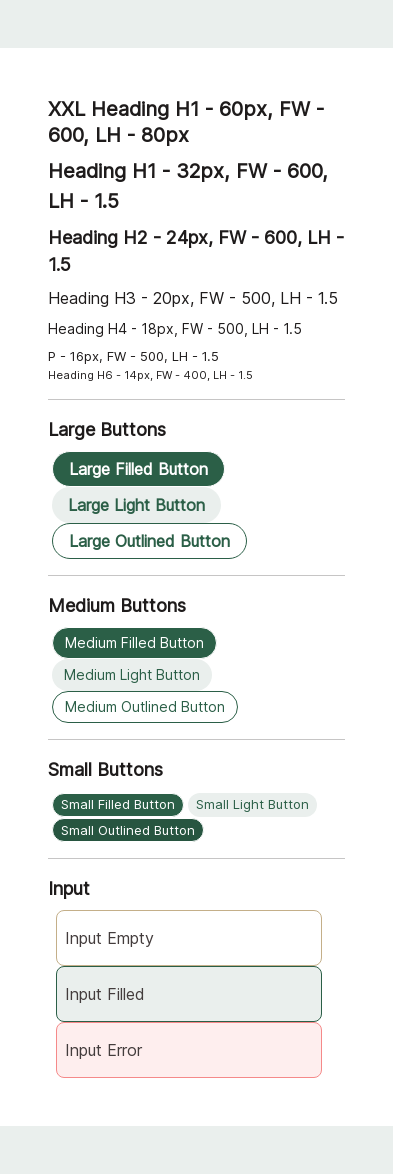 XXL Heading H1 - 60px, FW -
600, LH - 80px
Heading H1 - 32px, FW - 600,
LH - 1.5
Heading H2 - 24px, FW - 600, LH -
1.5
Heading H3 - 20px, FW - 500, LH - 1.5
Heading H4 - 18px, FW - 500, LH - 1.5
P - 16px, FW - 500, LH - 1.5
Heading H6 - 14px, FW - 400, LH - 1.5
Large Buttons
Large Filled Button
Large Light Button
Large Outlined Button
Medium Buttons
Medium Filled Button
Medium Light Button
Medium Outlined Button
Small Buttons
Small Filled Button Small Light Button
Small Outlined Button
Input
Input Empty
Input Filled
Input Error